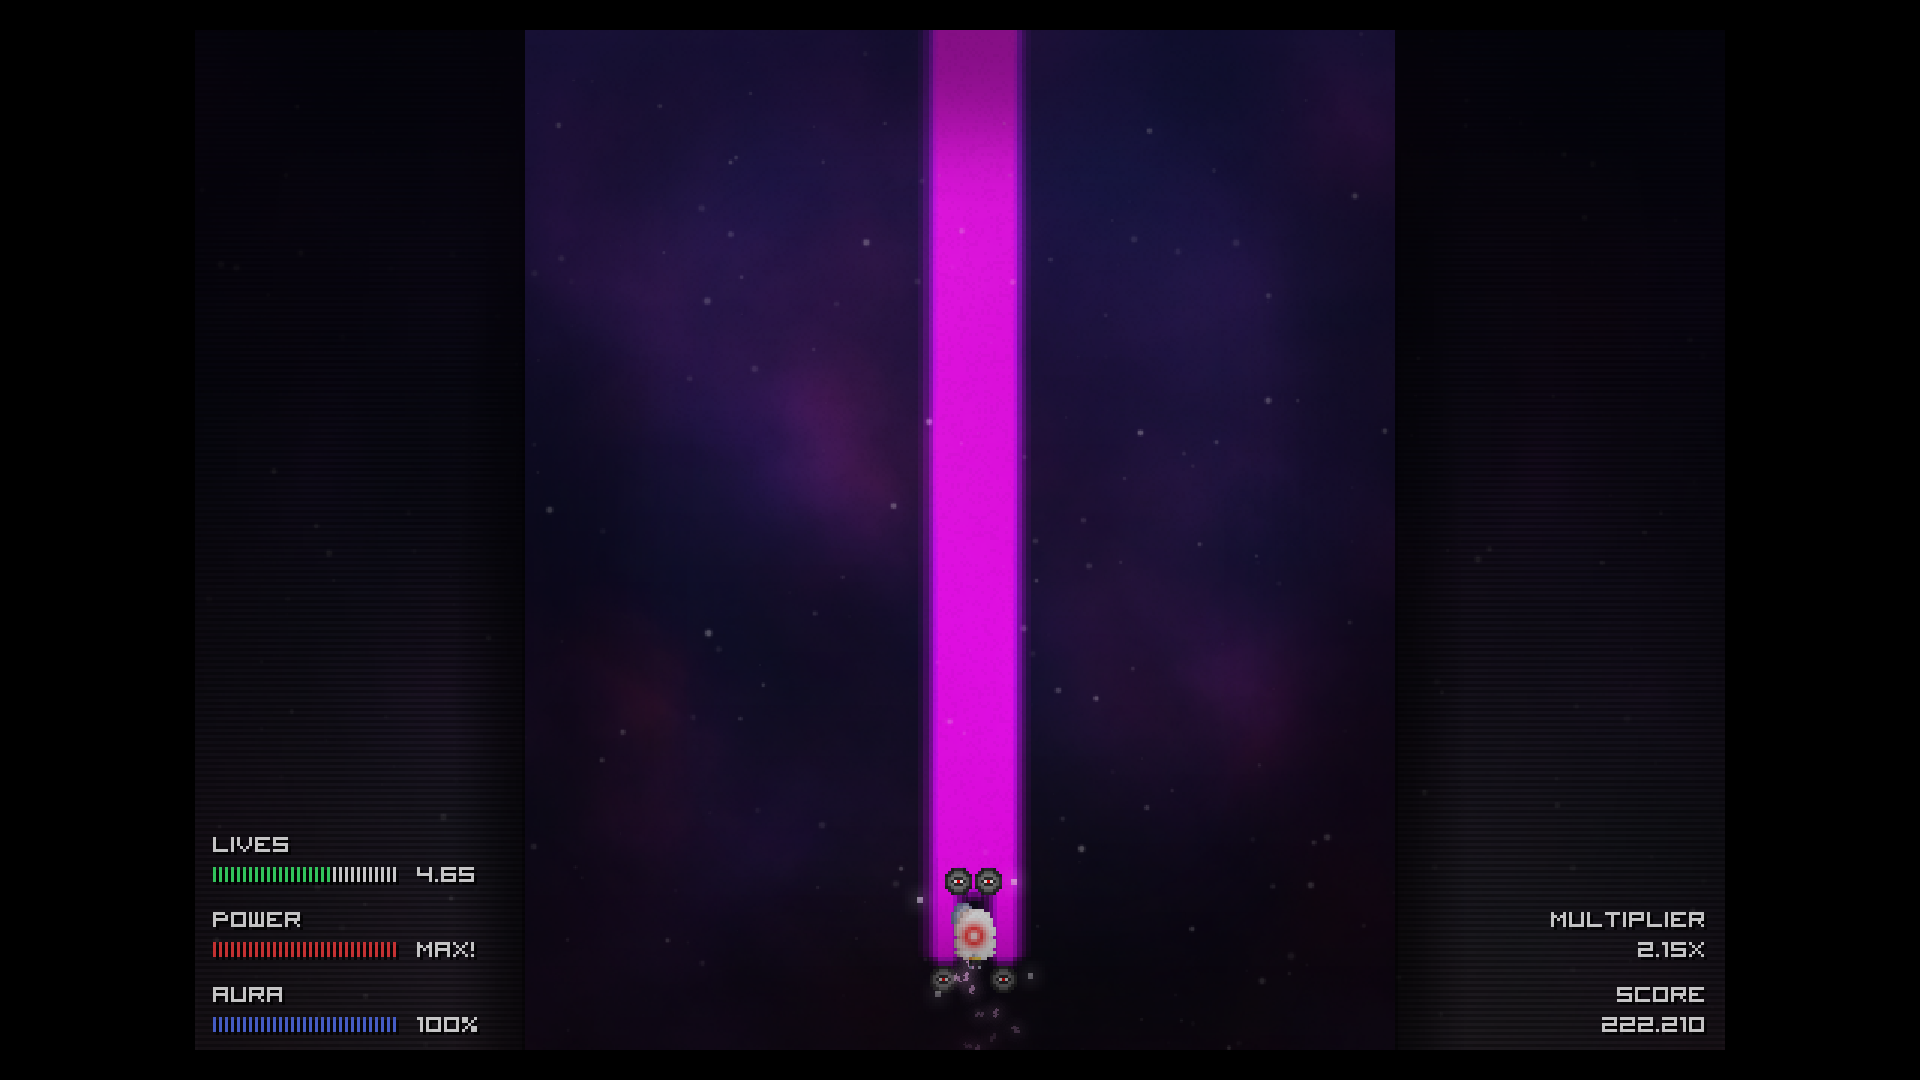 LIVES
4.65
POWER
MAX!
AURA
100%
MULTIPLIER
2.15X
SCORE
222.210